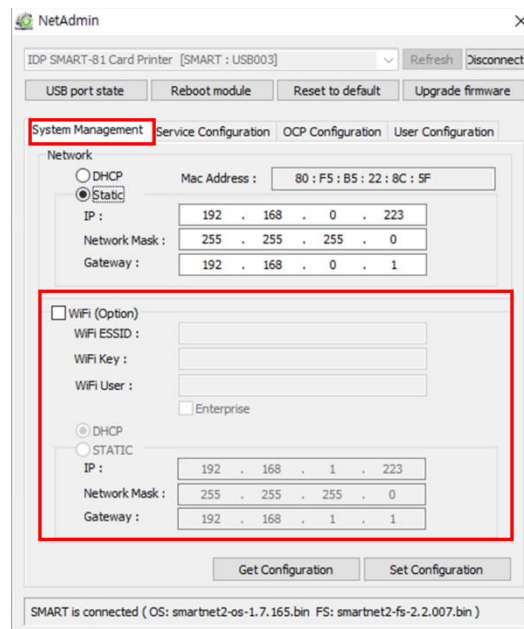 NetAdmin
IDP SMART-81 Card Printer [SMART : USB003] Refresh Disconnect
USB port state Reboot module Reset to default Upgrade firmware
System Management Service Configuration OCP Configuration User Configuration
Network
DHCP Mac Address : 80 : F5 : B5 : 22 : 8C : 5F
Static
IP : 192 . 168 . 0 . 223
Network Mask : 255 . 255 . 255 . 0
Gateway : 192 . 168 . 0 . 1
WiFi (Option)
WiFi ESSID :
WiFi Key :
WiFi User :
Enterprise
DHCP
STATIC
IP : 192 . 168 . 1 . 223
Network Mask : 255 . 255 . 255 . 0
Gateway : 192 . 168 . 1 . 1
Get Configuration Set Configuration
SMART is connected ( OS: smartnet2-os-1.7.165.bin FS: smartnet2-fs-2.2.007.bin )